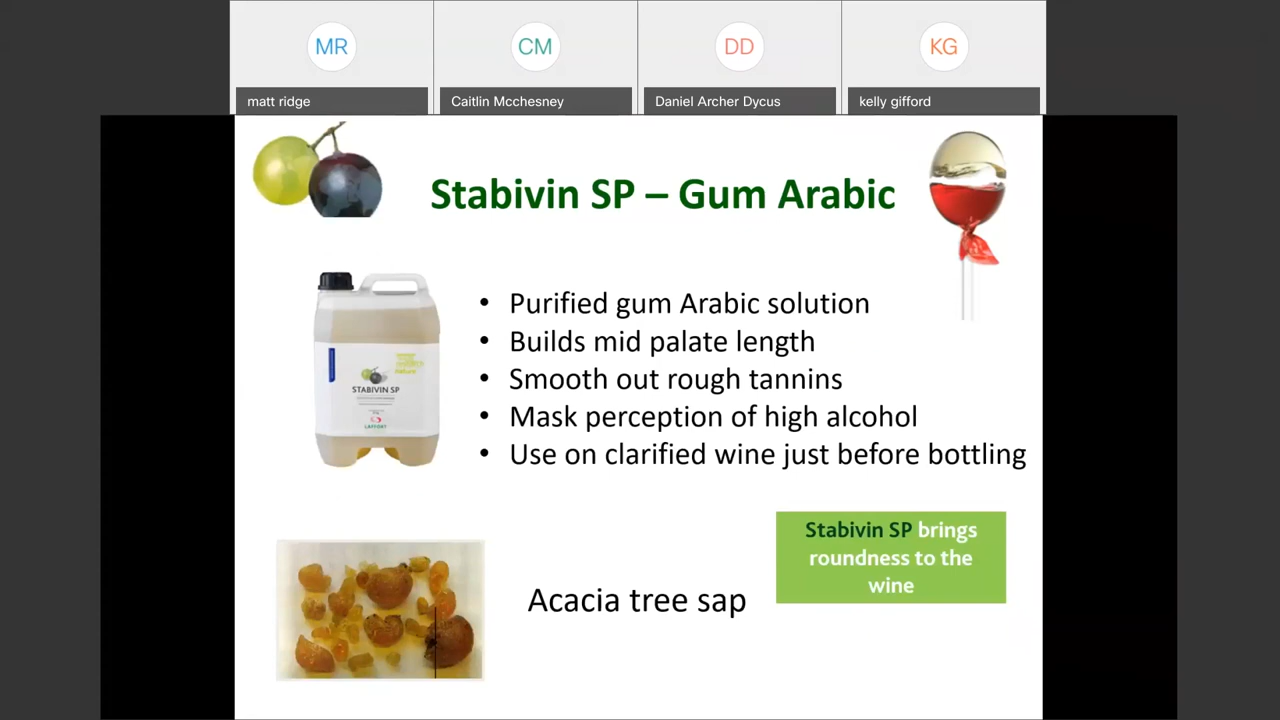 MR
CM
DD
KG
matt ridge
Caitlin Mcchesney
Daniel Archer Dycus
kelly gifford
Stabivin SP – Gum Arabic
• Purified gum Arabic solution
• Builds mid palate length
• Smooth out rough tannins
• Mask perception of high alcohol
• Use on clarified wine just before bottling
STABIVIN SP
LAFFORT
Stabivin SP brings
roundness to the
wine
Acacia tree sap